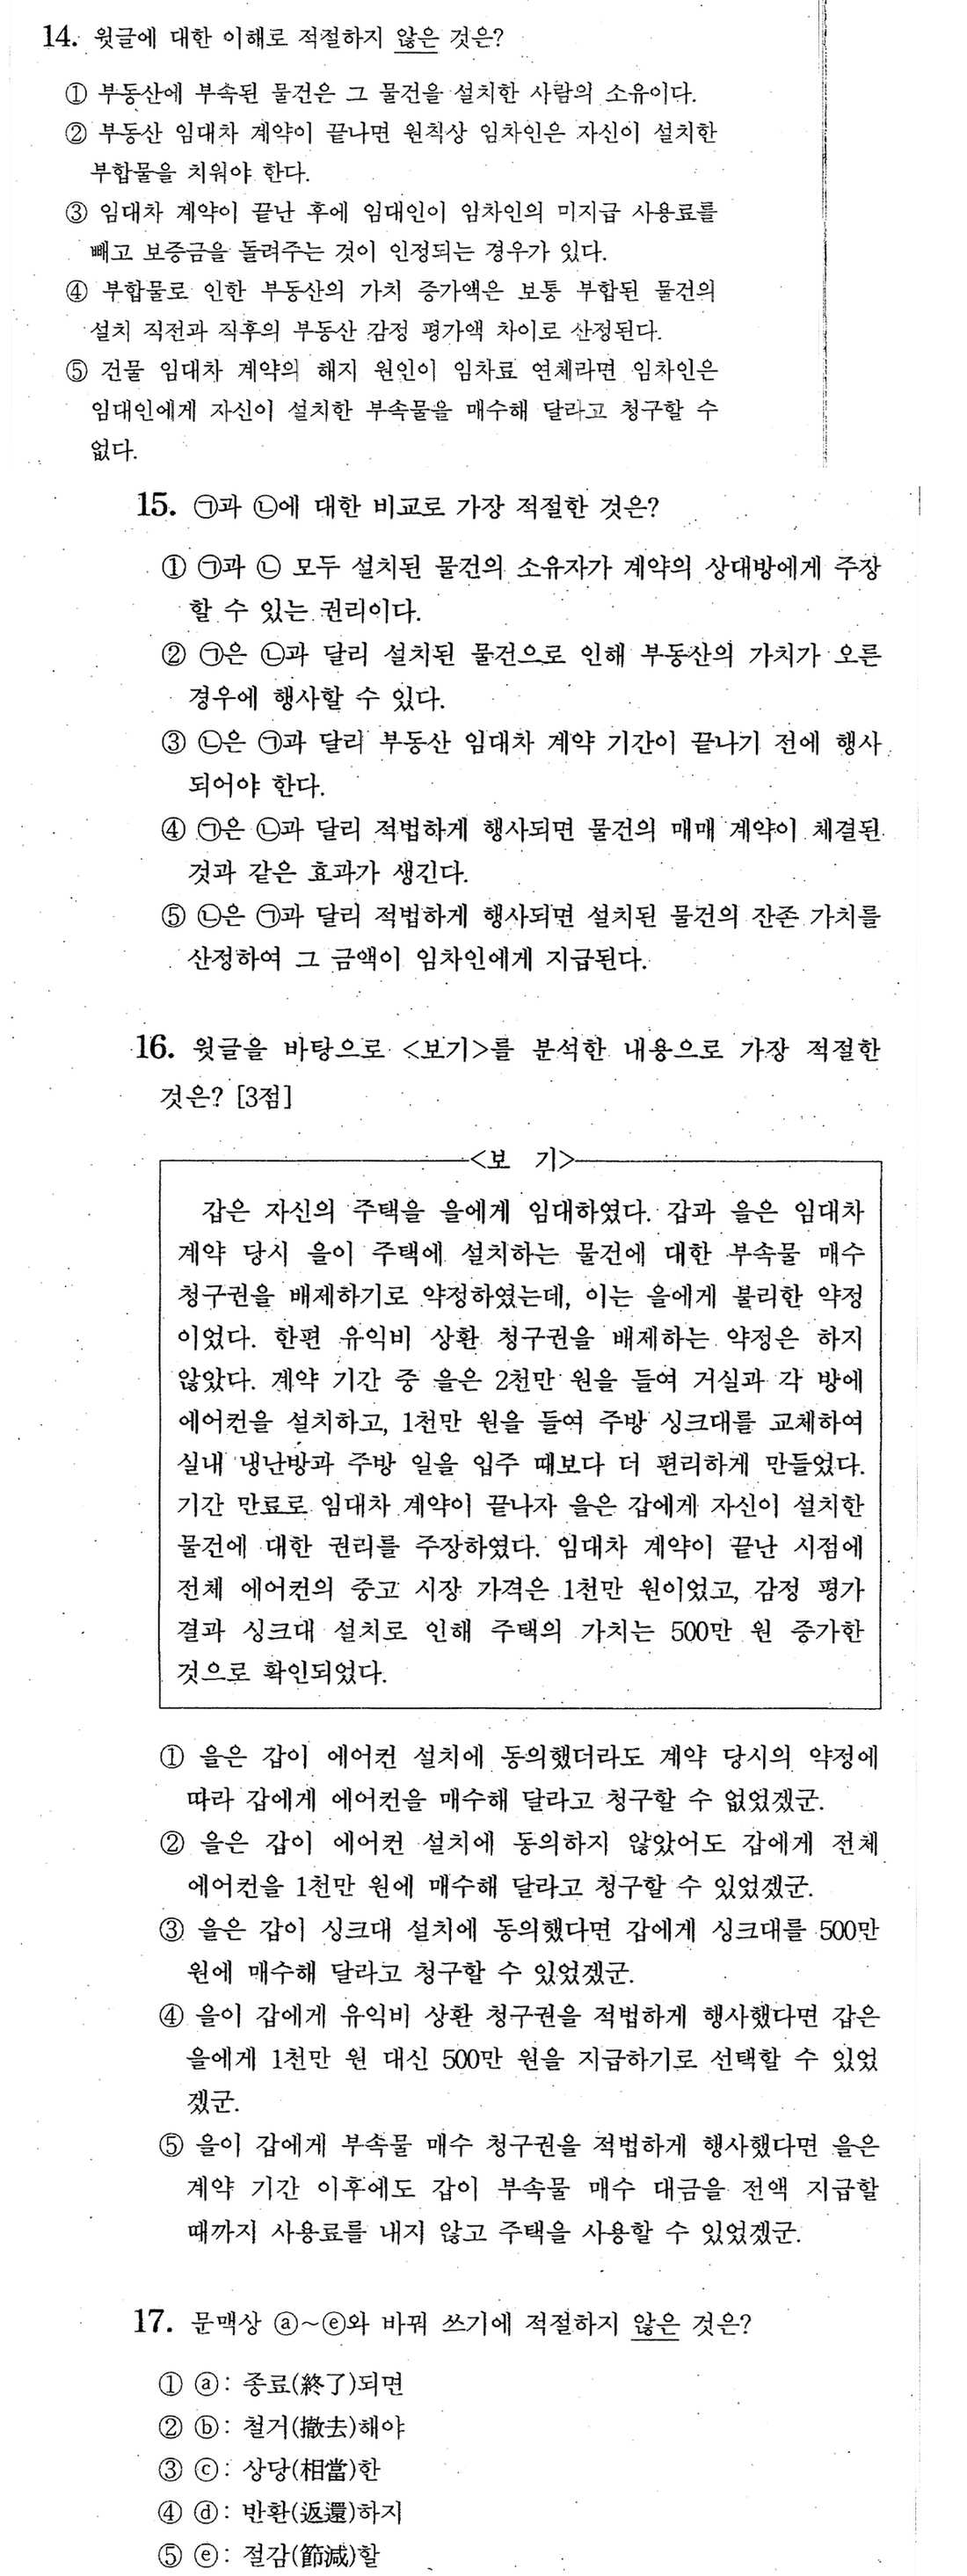 14. 윗글에 대한 이해로 적절하지 않은 것은?
① 부동산에 부속된 물건은 그 물건을 설치한 사람의 소유이다.
② 부동산 임대차 계약이 끝나면 원칙상 임차인은 자신이 설치한
부합물을 치워야 한다.
③ 임대차 계약이 끝난 후에 임대인이 임차인의 미지급 사용료를
빼고 보증금을 돌려주는 것이 인정되는 경우가 있다.
④ 부합물로 인한 부동산의 가치 증가액은 보통 부합된 물건의
설치 직전과 직후의 부동산 감정 평가액 차이로 산정된다.
⑤ 건물 임대차 계약의 해지 원인이 임차료 연체라면 임차인은
임대인에게 자신이 설치한 부속물을 매수해 달라고 청구할 수
없다.
15. ㉠과 ㉡에 대한 비교로 가장 적절한 것은?
① ㉠과 ㉡ 모두 설치된 물건의 소유자가 계약의 상대방에게 주장
할 수 있는 권리이다.
② ㉠은 ㉡과 달리 설치된 물건으로 인해 부동산의 가치가 오른
경우에 행사할 수 있다.
③ ㉡은 ㉠과 달리 부동산 임대차 계약 기간이 끝나기 전에 행사
되어야 한다.
④ ㉠은 ㉡과 달리 적법하게 행사되면 물건의 매매 계약이 체결된
것과 같은 효과가 생긴다.
⑤ ㉡은 ㉠과 달리 적법하게 행사되면 설치된 물건의 잔존 가치를
산정하여 그 금액이 임차인에게 지급된다.
16. 윗글을 바탕으로 <보기>를 분석한 내용으로 가장 적절한
것은? [3점]
<보 기>
갑은 자신의 주택을 을에게 임대하였다. 갑과 을은 임대차
계약 당시 을이 주택에 설치하는 물건에 대한 부속물 매수
청구권을 배제하기로 약정하였는데, 이는 을에게 불리한 약정
이었다. 한편 유익비 상환 청구권을 배제하는 약정은 하지
않았다. 계약 기간 중 을은 2천만 원을 들여 거실과 각 방에
에어컨을 설치하고, 1천만 원을 들여 주방 싱크대를 교체하여
실내 냉난방과 주방 일을 입주 때보다 더 편리하게 만들었다.
기간 만료로 임대차 계약이 끝나자 을은 갑에게 자신이 설치한
물건에 대한 권리를 주장하였다. 임대차 계약이 끝난 시점에
전체 에어컨의 중고 시장 가격은 1천만 원이었고, 감정 평가
결과 싱크대 설치로 인해 주택의 가치는 500만 원 증가한
것으로 확인되었다.
① 을은 갑이 에어컨 설치에 동의했더라도 계약 당시의 약정에
따라 갑에게 에어컨을 매수해 달라고 청구할 수 없었겠군.
② 을은 갑이 에어컨 설치에 동의하지 않았어도 갑에게 전체
에어컨을 1천만 원에 매수해 달라고 청구할 수 있었겠군.
③ 을은 갑이 싱크대 설치에 동의했다면 갑에게 싱크대를 500만
원에 매수해 달라고 청구할 수 있었겠군.
④ 을이 갑에게 유익비 상환 청구권을 적법하게 행사했다면 갑은
을에게 1천만 원 대신 500만 원을 지급하기로 선택할 수 있었
겠군.
⑤ 을이 갑에게 부속물 매수 청구권을 적법하게 행사했다면 을은
계약 기간 이후에도 갑이 부속물 매수 대금을 전액 지급할
때까지 사용료를 내지 않고 주택을 사용할 수 있었겠군.
17. 문맥상 ⓐ~ⓔ와 바꿔 쓰기에 적절하지 않은 것은?
① ⓐ: 종료(終了)되면
② ⓑ: 철거(撤去)해야
③ ⓒ: 상당(相當)한
④ ⓓ: 반환(返還)하지
⑤ ⓔ: 절감(節減)할